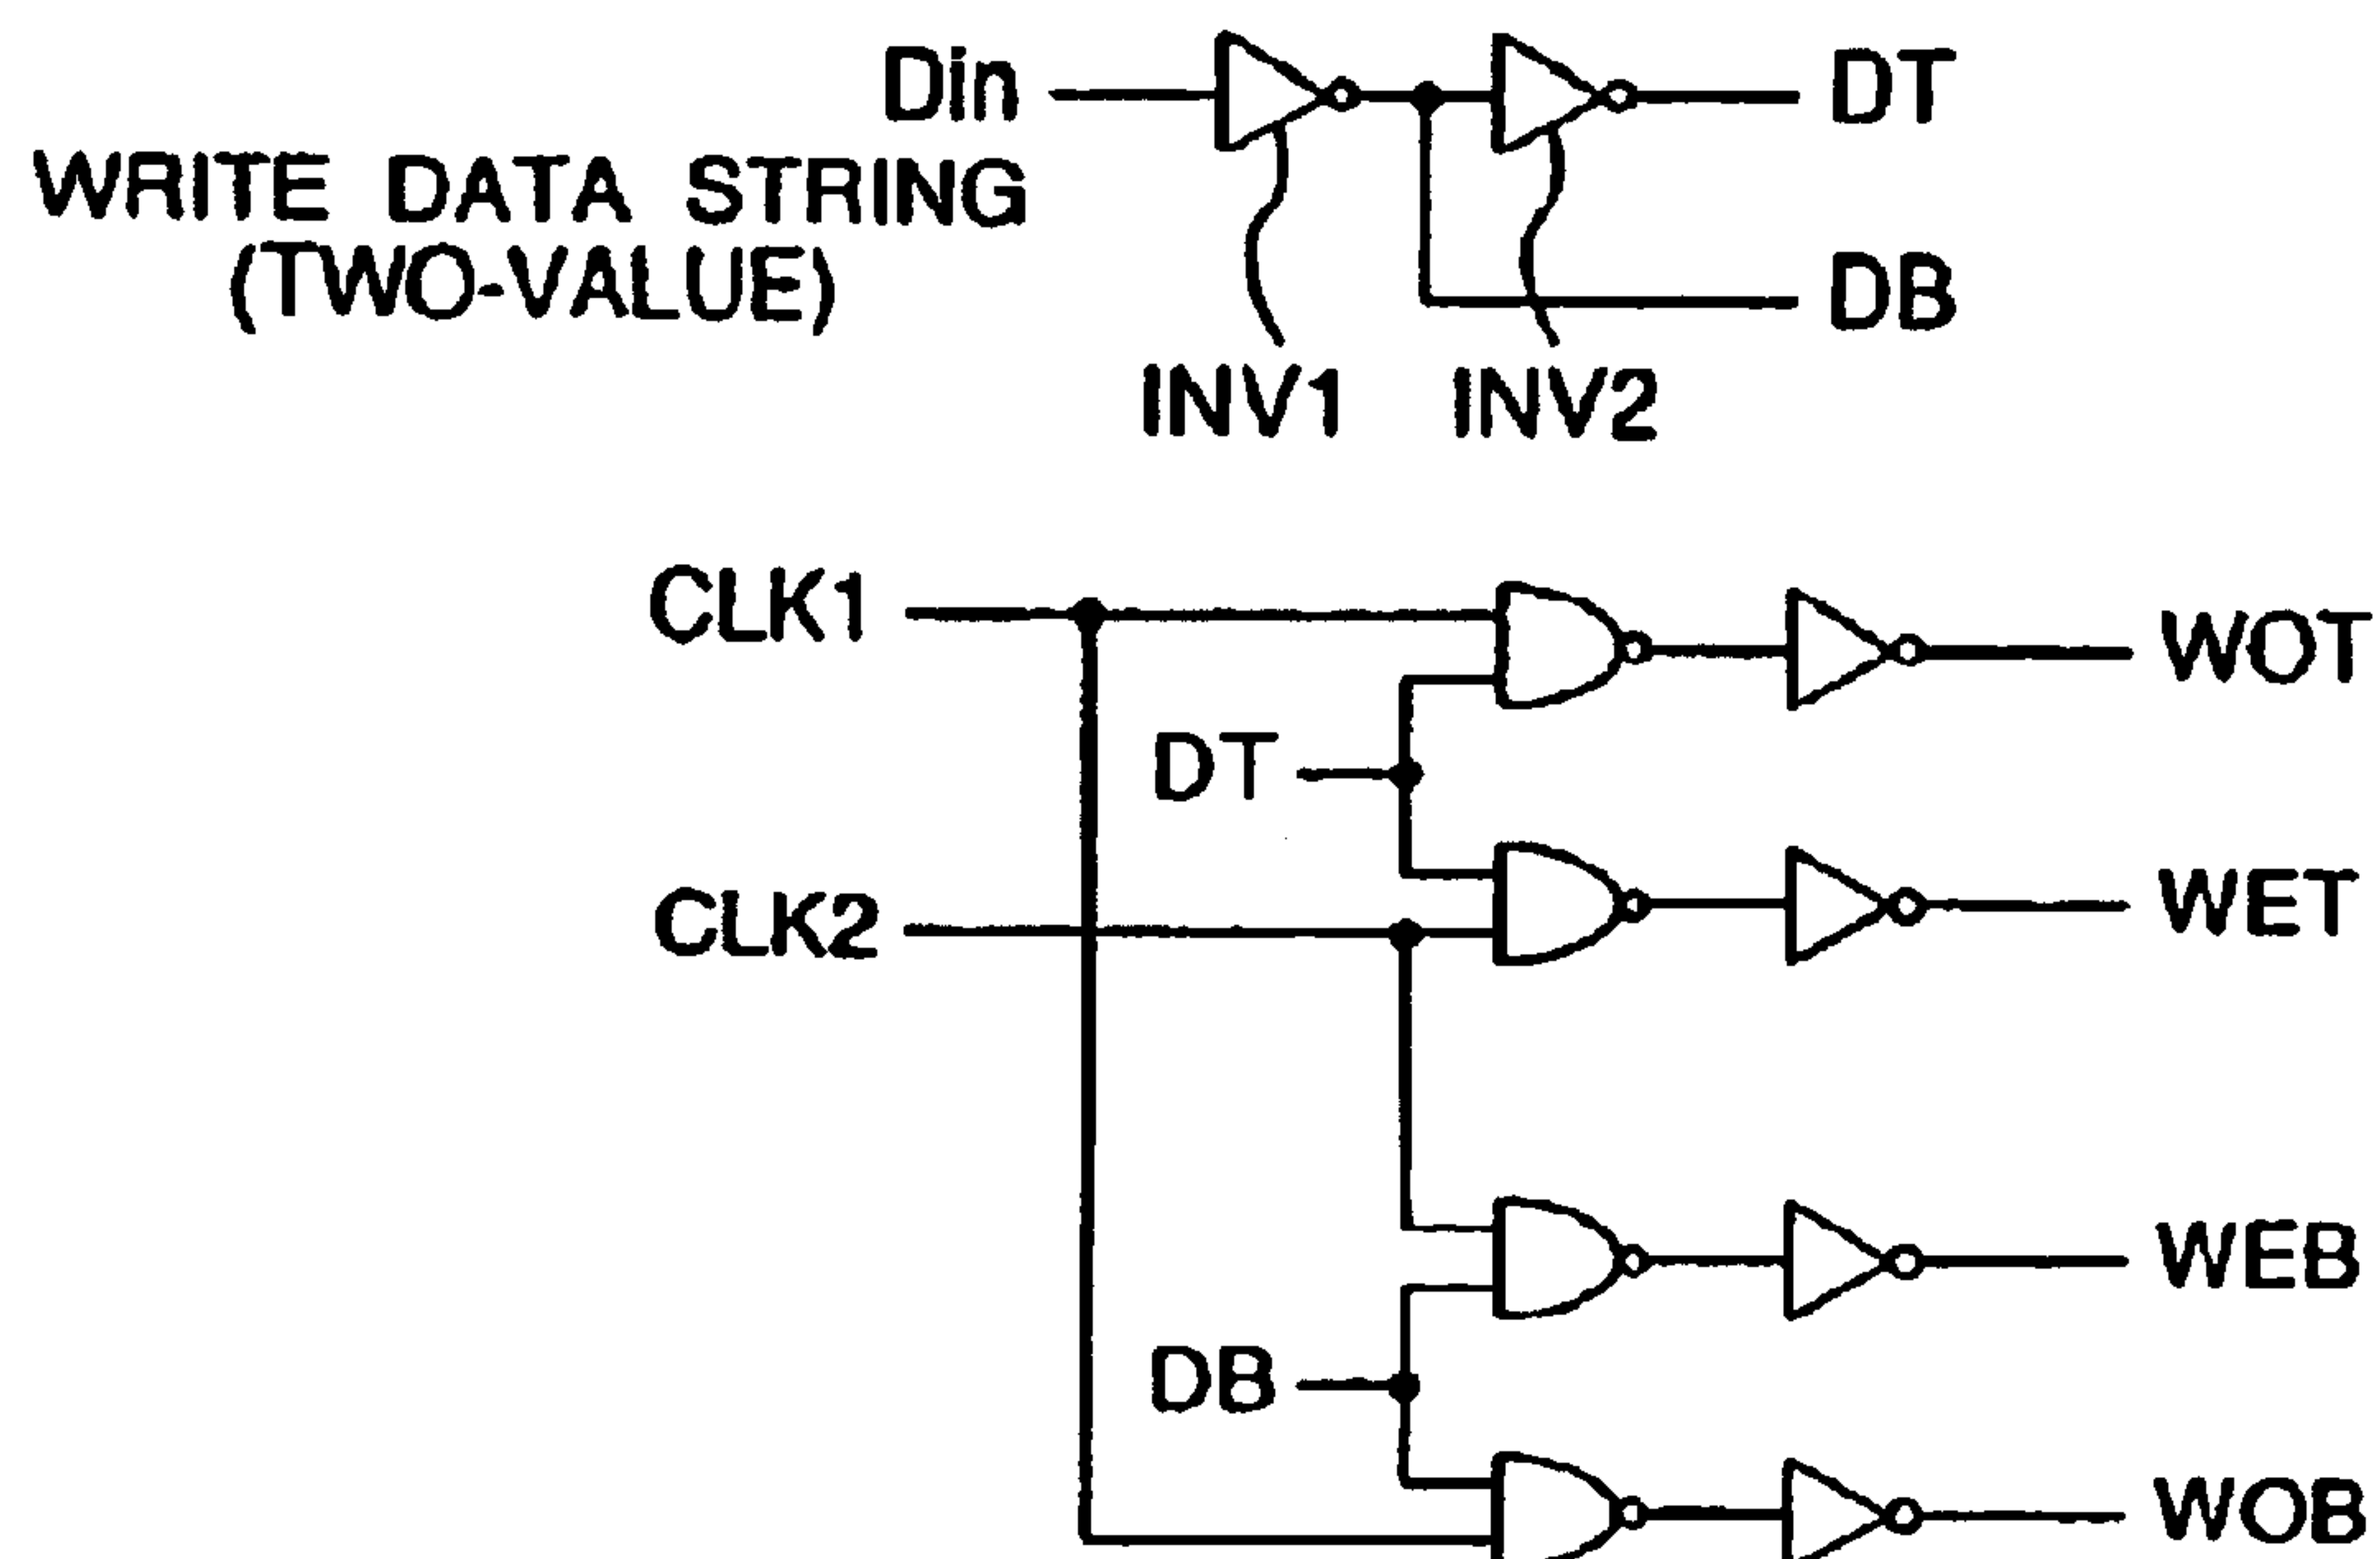 Din
DT
WRITE DATA STRING
(TWO-VALUE)
DB
INV1
INV2
CLK1
WOT
DT
CLK2
WET
WEB
DB
WOB